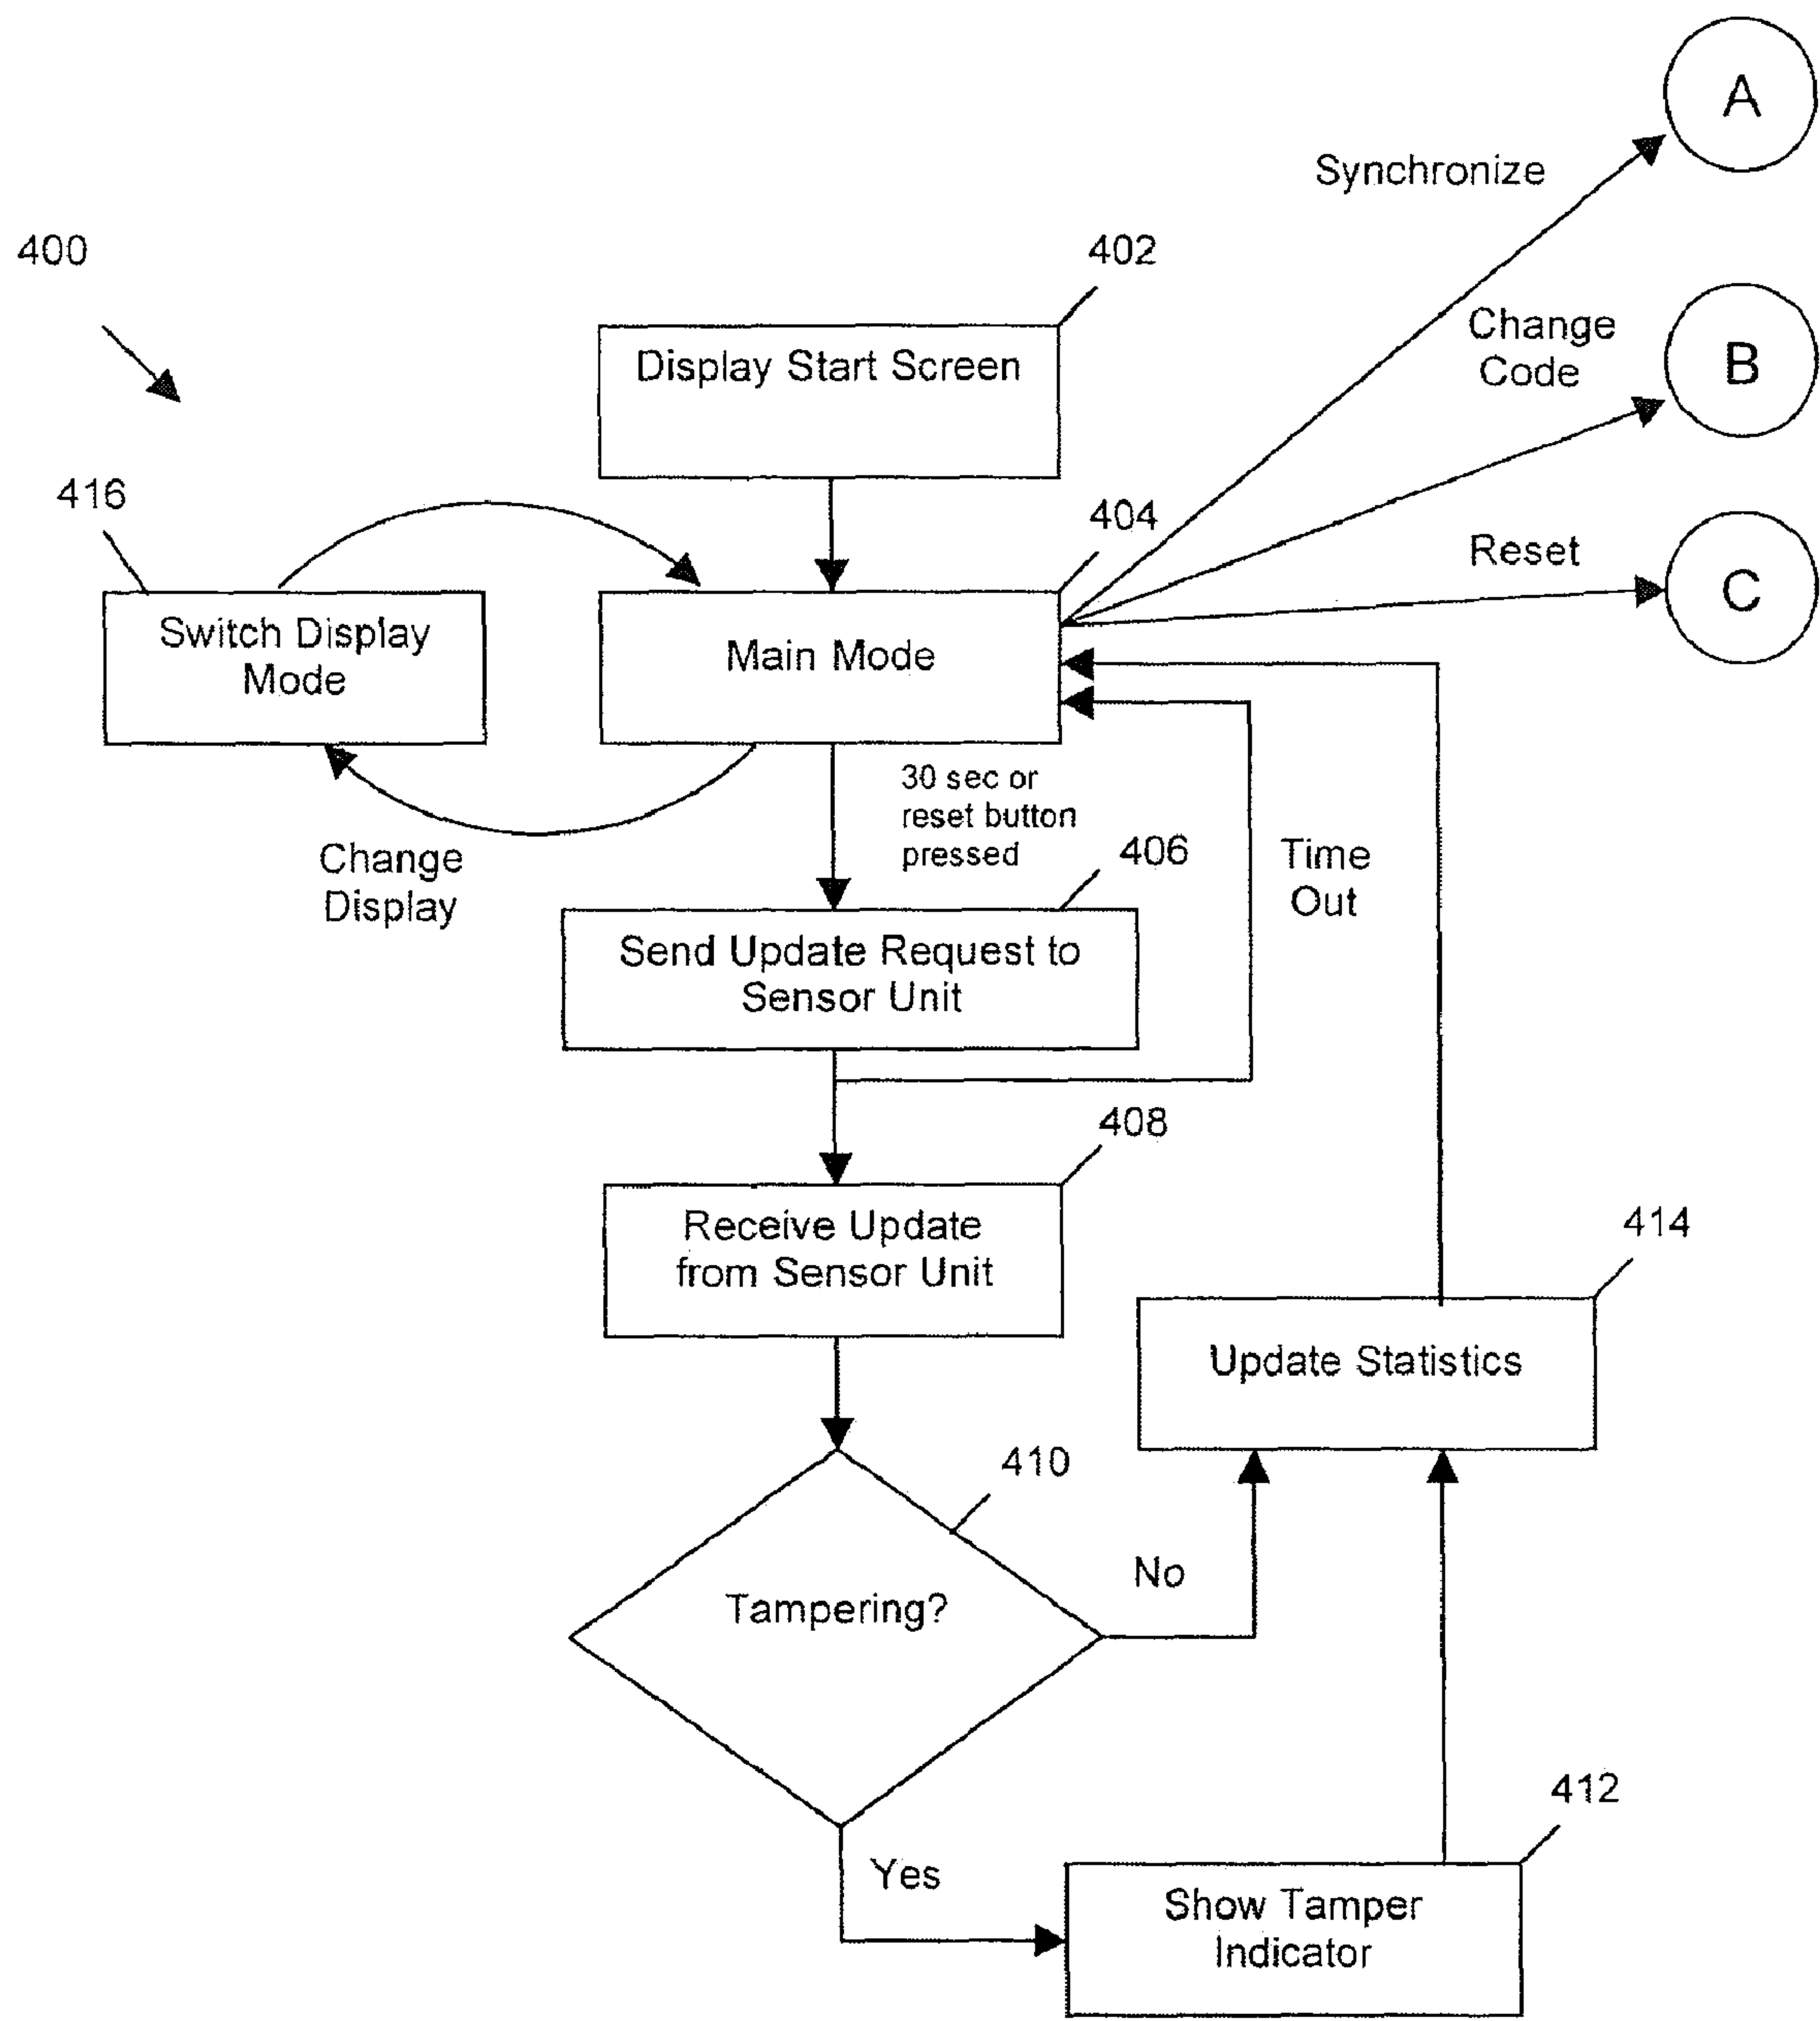 A
Synchronize
400
402
Change
Code
B
Display Start Screen
416
404
Reset
C
Switch Display
Mode
Main Mode
30 sec or
reset button
pressed
Change
Display
406
Time
Out
Send Update Request to
Sensor Unit
408
Receive Update
from Sensor Unit
414
Update Statistics
410
Tampering?
No
412
Yes
Show Tamper
Indicator